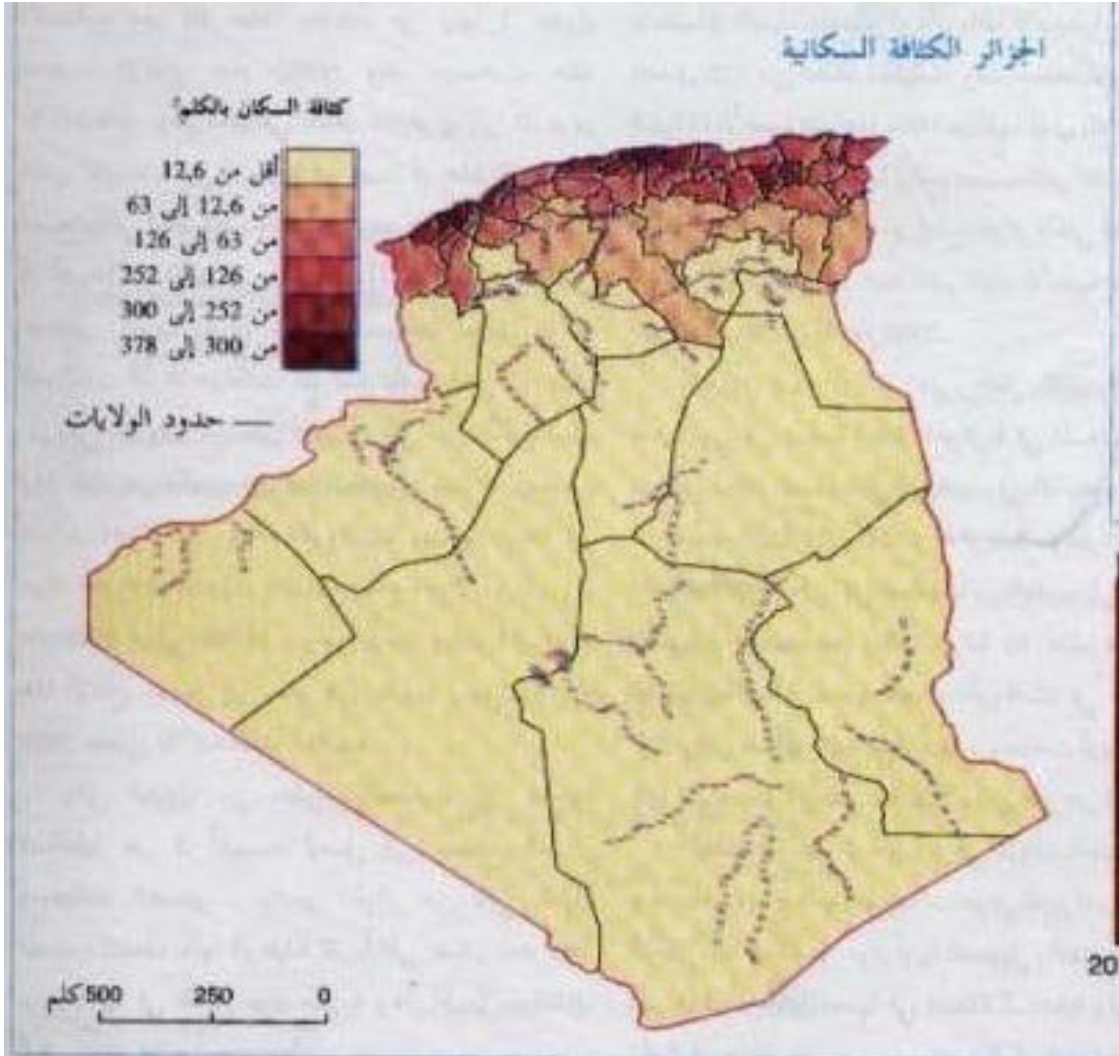 الجزائر الكثافة السكانية
كثافة السكان بالكلم²
أقل من 12,6
من 12,6 إلى 63
من 63 إلى 126
من 126 إلى 252
من 252 إلى 300
من 300 إلى 378
حدود الولايات
0 250 500 كلم
20